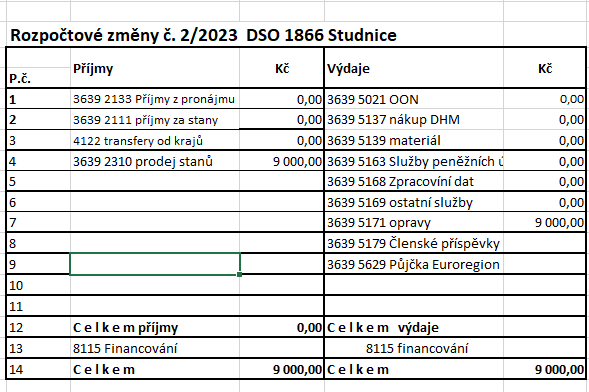 Rozpočtové změny č. 2/2023 DSO 1866 Studnice
P.č. Příjmy Kč Výdaje Kč
1 3639 2133 Příjmy z pronájmu 0,00 3639 5021 OON 0,00
2 3639 2111 příjmy za stany 0,00 3639 5137 nákup DHM 0,00
3 4122 transfery od krajů 0,00 3639 5139 materiál 0,00
4 3639 2310 prodej stanů 9 000,00 3639 5163 Služby peněžních ú 0,00
5 3639 5168 Zpracovíní dat 0,00
6 3639 5169 ostatní služby 0,00
7 3639 5171 opravy 9 000,00
8 3639 5179 Členské příspěvky
9 3639 5629 Půjčka Euroregion
10
11
12 C e l k e m příjmy 0,00 C e l k e m výdaje
13 8115 Financování 8115 financování
14 C e l k e m 9 000,00 C e l k e m 9 000,00